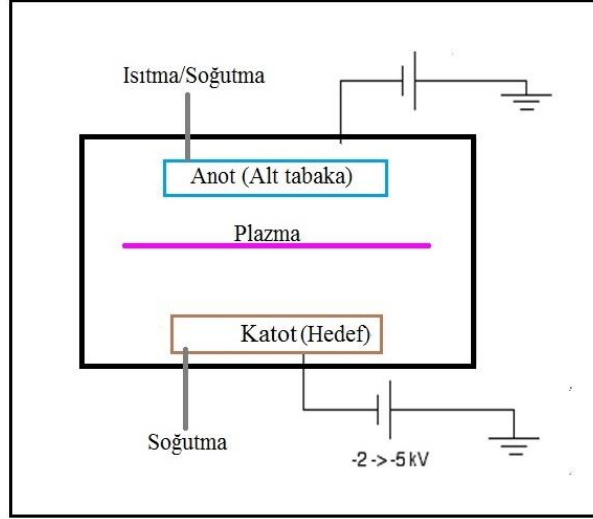 Isıtma/Soğutma
Anot (Alt tabaka)
Plazma
Katot (Hedef)
Soğutma
-2 -> -5 kV